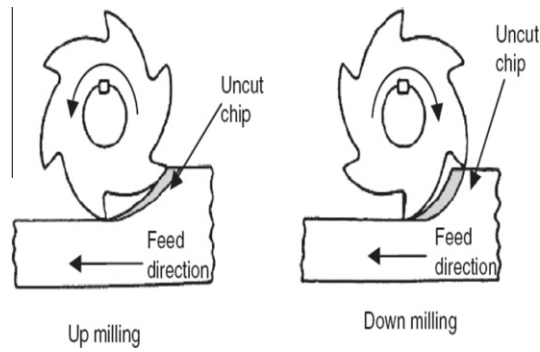 Uncut
chip
Feed
direction
Up milling
Uncut
chip
Feed
direction
Down milling